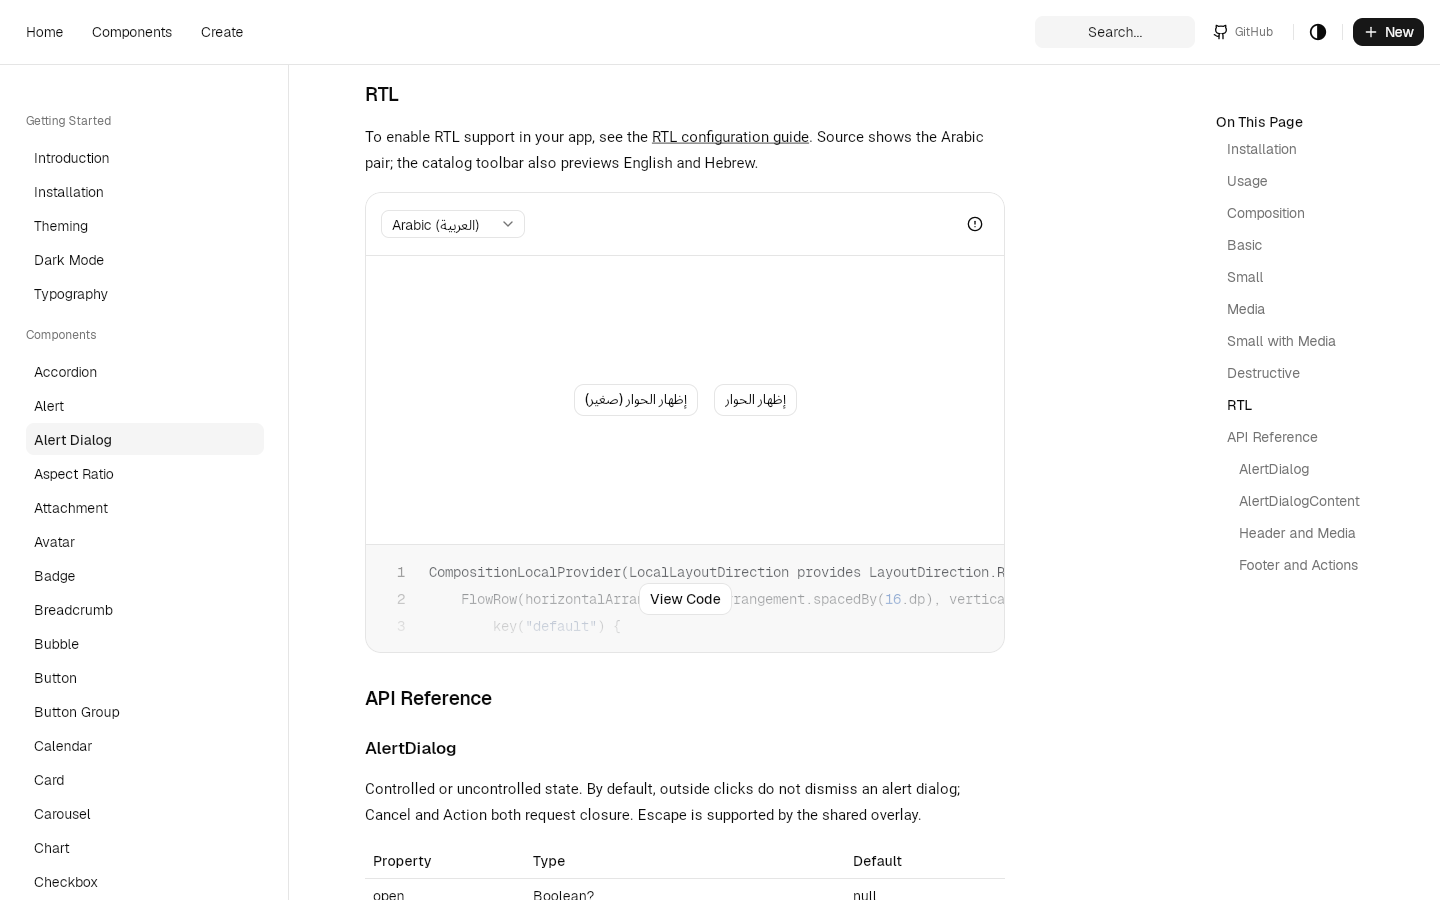 Home
Components
Create
Search...
GitHub
New
Getting Started
Introduction
Installation
Theming
Dark Mode
Typography
Components
Accordion
Alert
Alert Dialog
Aspect Ratio
Attachment
Avatar
Badge
Breadcrumb
Bubble
Button
Button Group
Calendar
Card
Carousel
Chart
Checkbox
RTL
To enable RTL support in your app, see the RTL configuration guide. Source shows the Arabic
pair; the catalog toolbar also previews English and Hebrew.
Arabic (العربية)
إظهار الحوار
إظهار الحوار (صغير)
1 CompositionLocalProvider(LocalLayoutDirection provides LayoutDirection.R
2 FlowRow(horizontalArran
View Code
rangement.spacedBy(16.dp), vertica
3 key("default") {
API Reference
AlertDialog
Controlled or uncontrolled state. By default, outside clicks do not dismiss an alert dialog;
Cancel and Action both request closure. Escape is supported by the shared overlay.
Property Type Default
open Boolean? null
On This Page
Installation
Usage
Composition
Basic
Small
Media
Small with Media
Destructive
RTL
API Reference
AlertDialog
AlertDialogContent
Header and Media
Footer and Actions